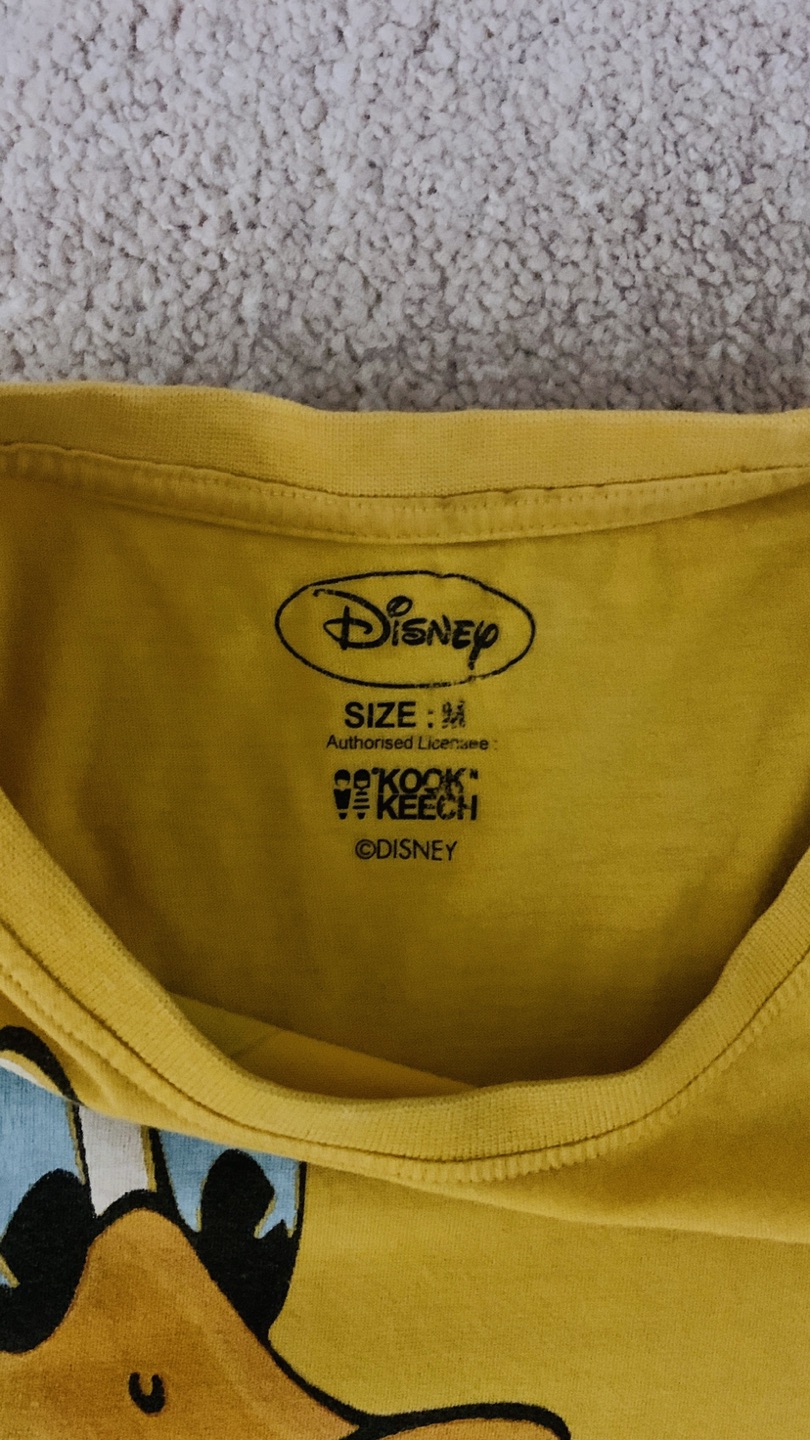 Disney
SIZE : M
Authorised Licensee :
"KOOK N
KEECH
©DISNEY